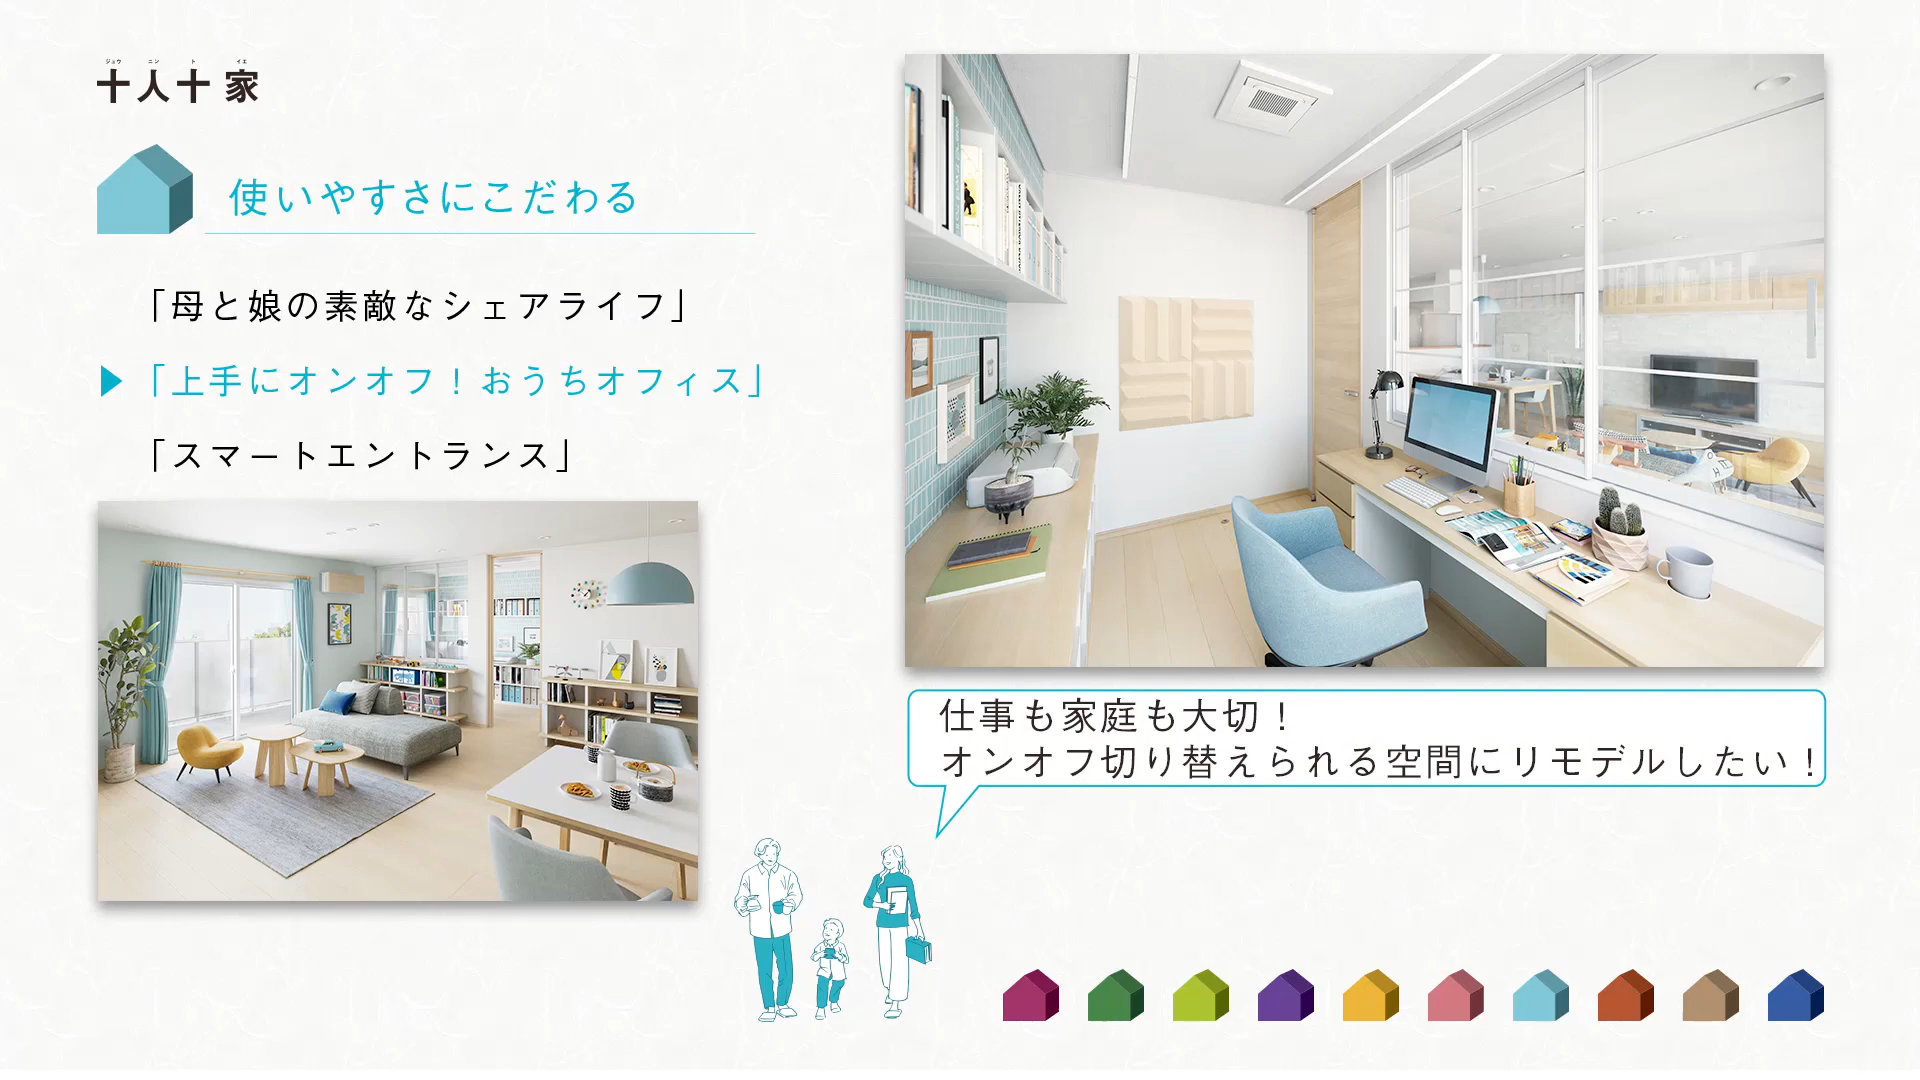 ジュウ ニン ト イエ
十人十家
使いやすさにこだわる
「母と娘の素敵なシェアライフ」
「上手にオンオフ！おうちオフィス」
「スマートエントランス」
仕事も家庭も大切！
オンオフ切り替えられる空間にリモデルしたい！